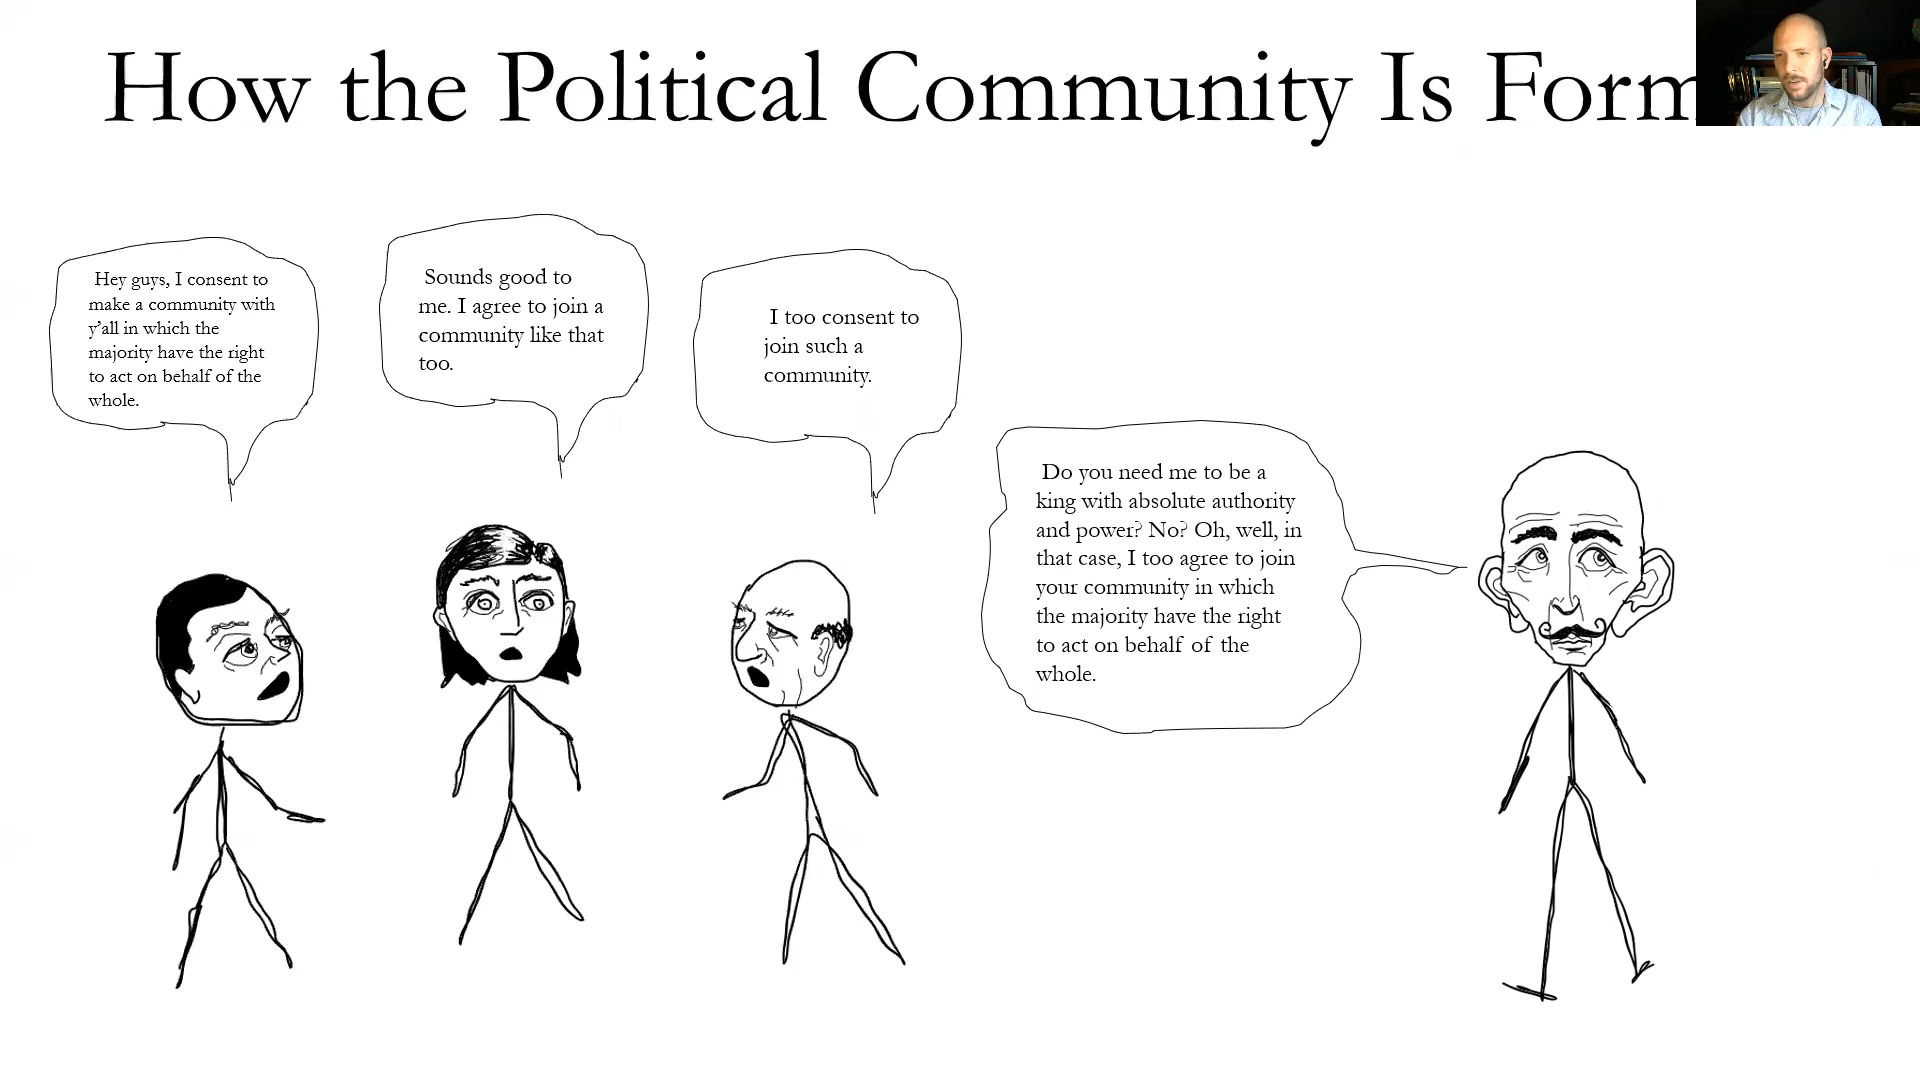 How the Political Community Is Form
Hey guys, I consent to
make a community with
y'all in which the
majority have the right
to act on behalf of the
whole.
Sounds good to
me. I agree to join a
community like that
too.
I too consent to
join such a
community.
Do you need me to be a
king with absolute authority
and power? No? Oh, well, in
that case, I too agree to join
your community in which
the majority have the right
to act on behalf of the
whole.